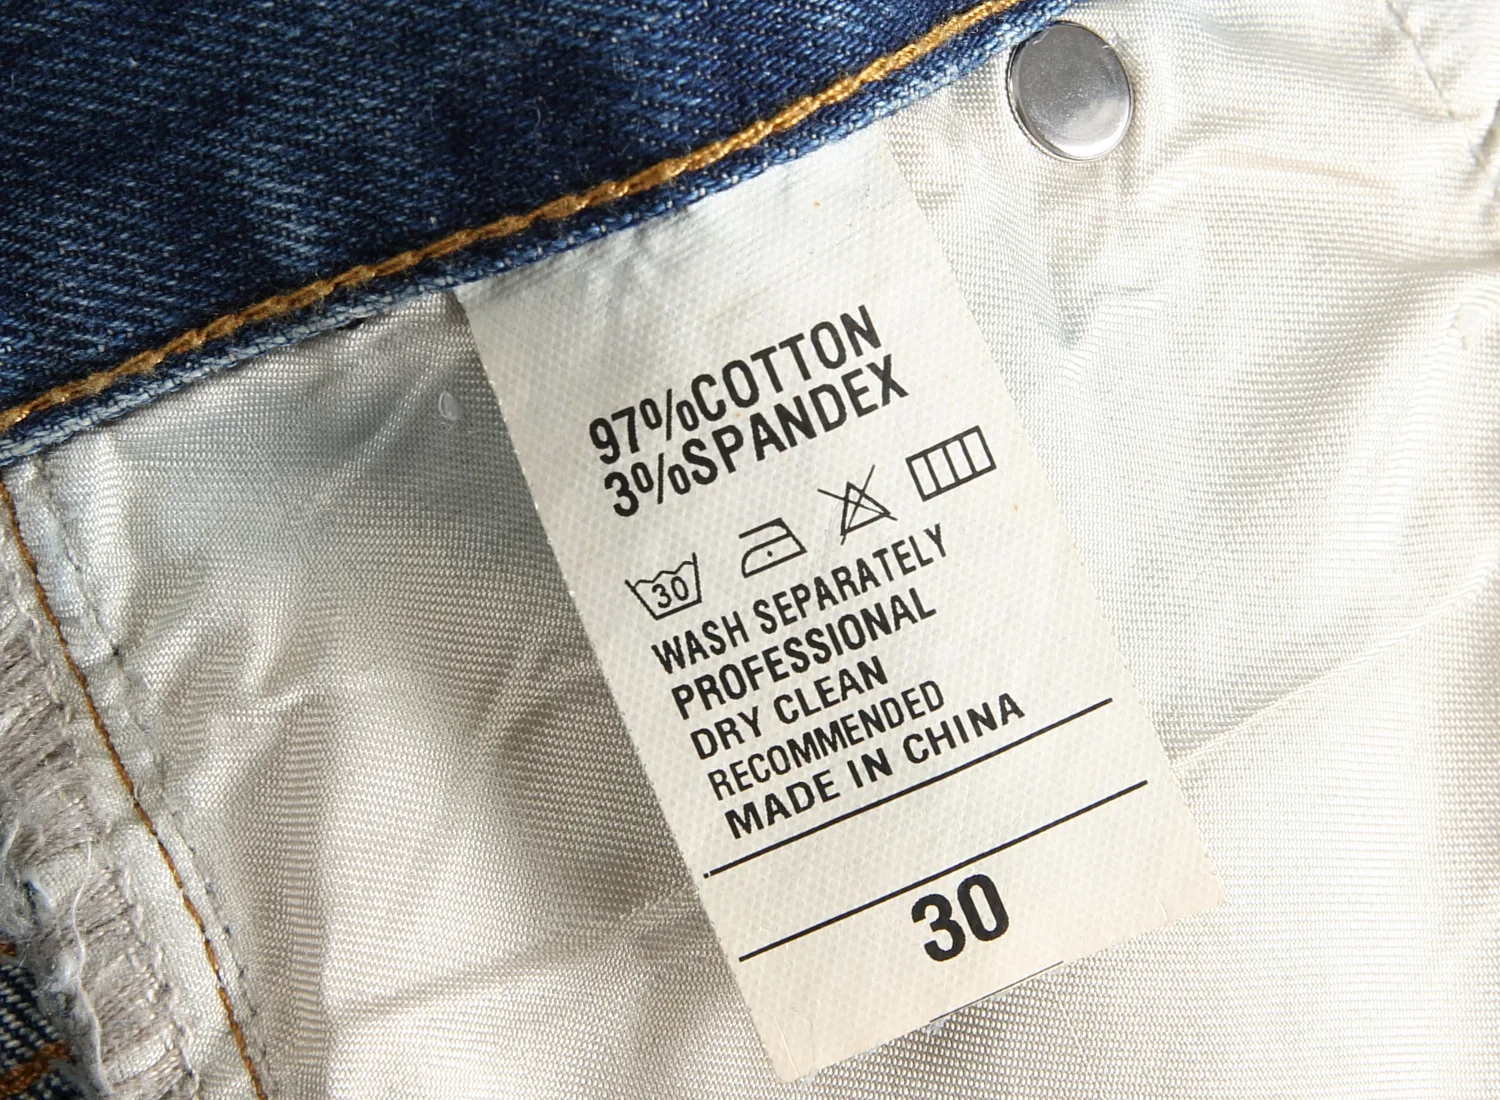 97%COTTON
3%SPANDEX
30
WASH SEPARATELY
PROFESSIONAL
DRY CLEAN
RECOMMENDED
MADE IN CHINA
30